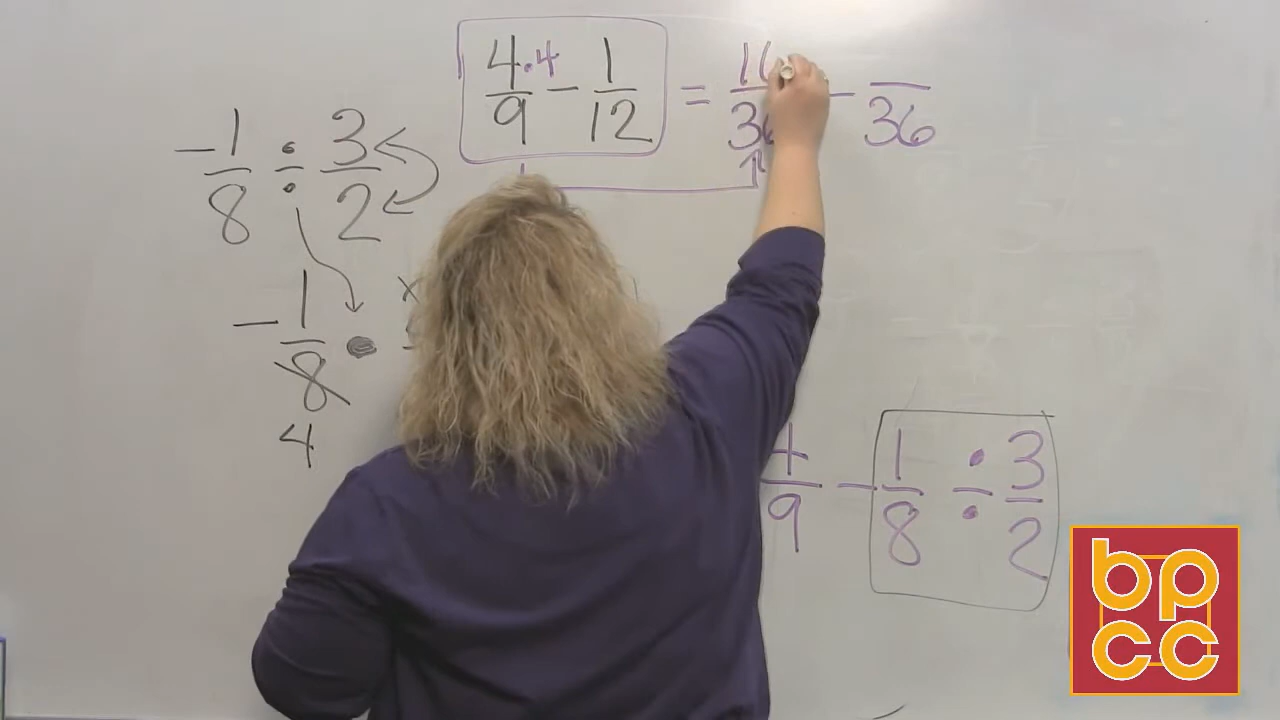 4·4/9 − 1/12 = 16/36 − /36
−1/8 ÷ 3/2
−1/8 •
4
4/9 − 1/8 ÷ 3/2
bp
cc